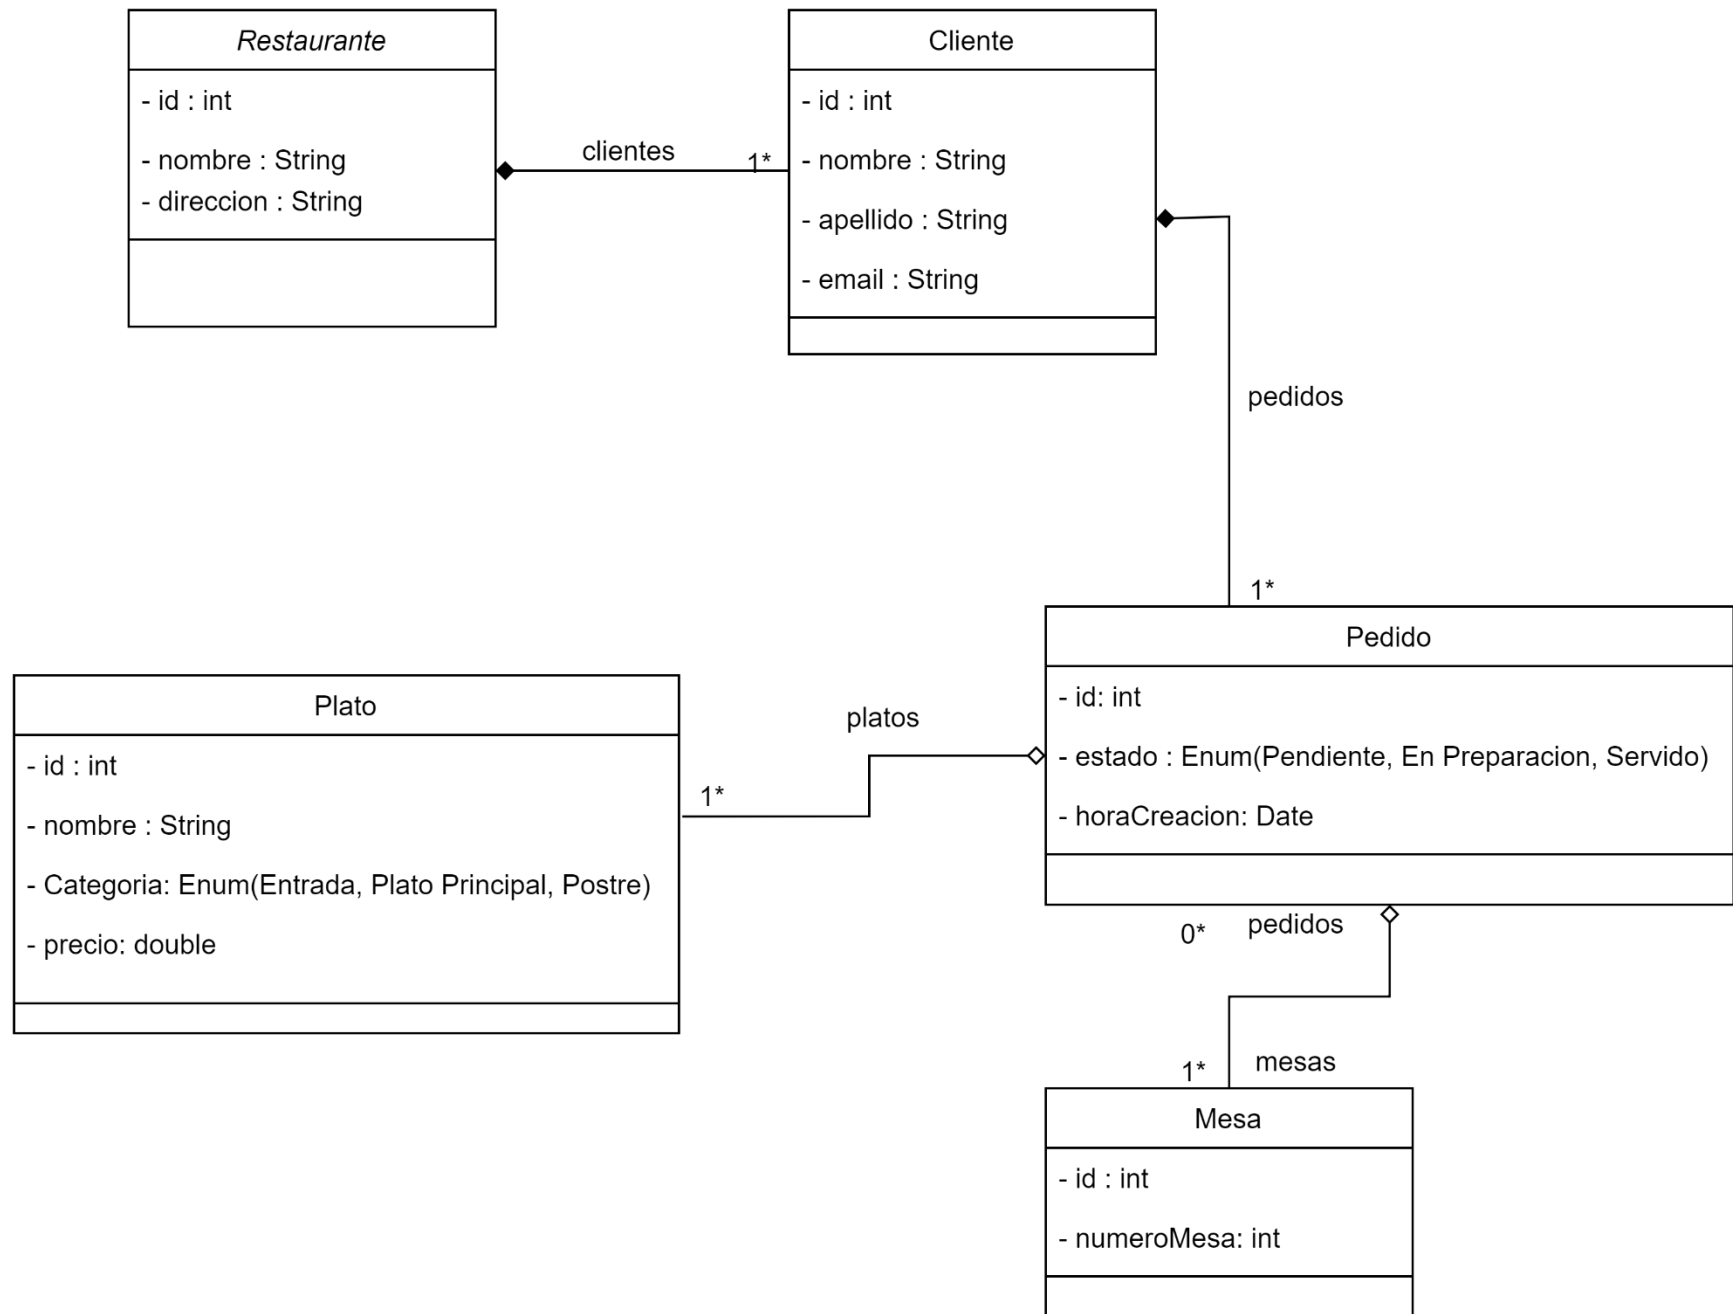 Restaurante
- id : int
- nombre : String
- direccion : String
clientes
1*
Cliente
- id : int
- nombre : String
- apellido : String
- email : String
pedidos
1*
Pedido
- id: int
- estado : Enum(Pendiente, En Preparacion, Servido)
- horaCreacion: Date
platos
1*
Plato
- id : int
- nombre : String
- Categoria: Enum(Entrada, Plato Principal, Postre)
- precio: double
0*
pedidos
1*
mesas
Mesa
- id : int
- numeroMesa: int